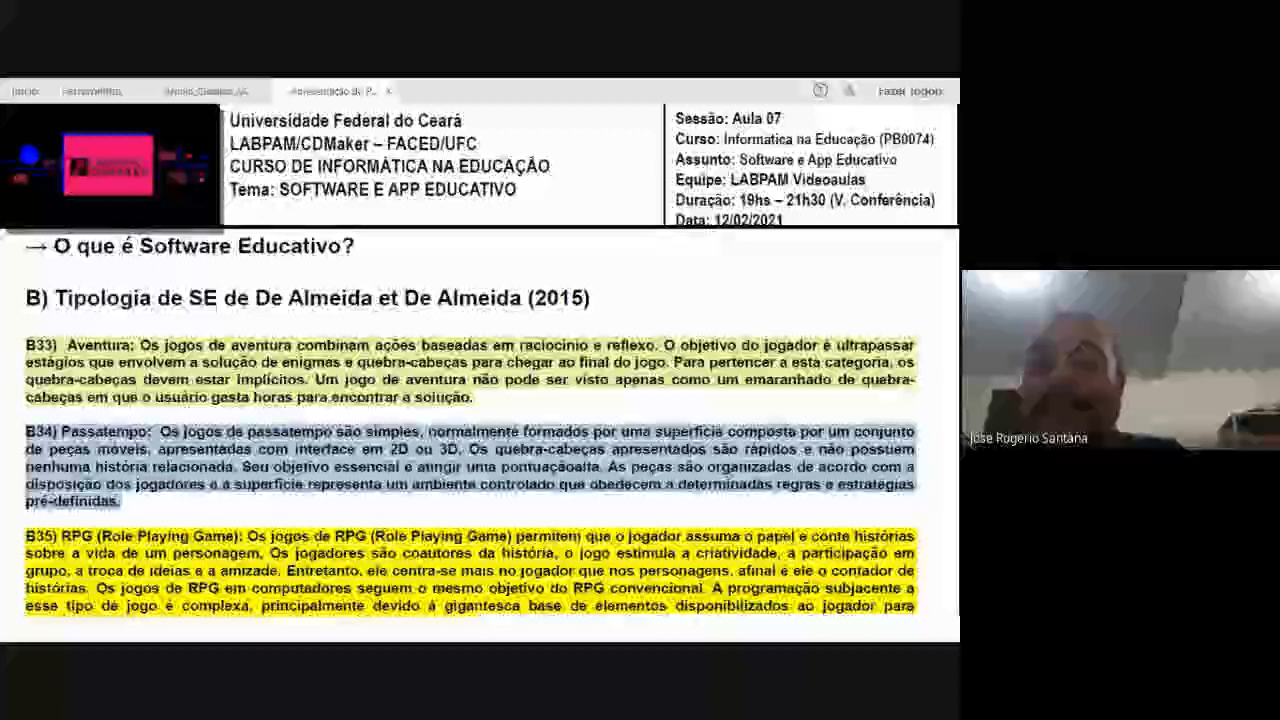 Fazer logon
Universidade Federal do Ceará
LABPAM/CDMaker – FACED/UFC
CURSO DE INFORMÁTICA NA EDUCAÇÃO
Tema: SOFTWARE E APP EDUCATIVO
Sessão: Aula 07
Curso: Informatica na Educação (PB0074)
Assunto: Software e App Educativo
Equipe: LABPAM Videoaulas
Duração: 19hs – 21h30 (V. Conferência)
Data: 12/02/2021
→ O que é Software Educativo?
B) Tipologia de SE de De Almeida et De Almeida (2015)
B33) Aventura: Os jogos de aventura combinam ações baseadas em raciocínio e reflexo. O objetivo do jogador é ultrapassar
estágios que envolvem a solução de enigmas e quebra-cabeças para chegar ao final do jogo. Para pertencer a esta categoria, os
quebra-cabeças devem estar implícitos. Um jogo de aventura não pode ser visto apenas como um emaranhado de quebra-
cabeças em que o usuário gasta horas para encontrar a solução.
B34) Passatempo: Os jogos de passatempo são simples, normalmente formados por uma superfície composta por um conjunto
de peças móveis, apresentadas com interface em 2D ou 3D. Os quebra-cabeças apresentados são rápidos e não possuem
nenhuma história relacionada. Seu objetivo essencial é atingir uma pontuaçãoalta. As peças são organizadas de acordo com a
disposição dos jogadores e a superfície representa um ambiente controlado que obedecem a determinadas regras e estratégias
pré-definidas.
B35) RPG (Role Playing Game): Os jogos de RPG (Role Playing Game) permitem que o jogador assuma o papel e conte histórias
sobre a vida de um personagem. Os jogadores são coautores da história, o jogo estimula a criatividade, a participação em
grupo, a troca de ideias e a amizade. Entretanto, ele centra-se mais no jogador que nos personagens, afinal é ele o contador de
histórias. Os jogos de RPG em computadores seguem o mesmo objetivo do RPG convencional. A programação subjacente a
esse tipo de jogo é complexa, principalmente devido à gigantesca base de elementos disponibilizados ao jogador para
Jose Rogerio Santana